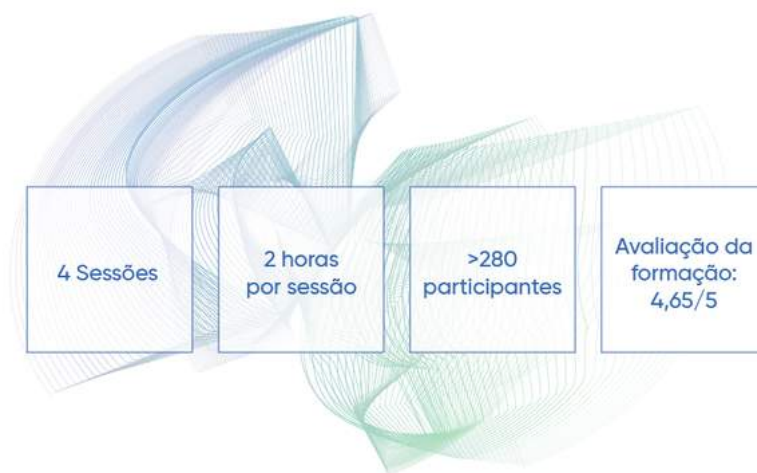 4 Sessões
2 horas
por sessão
>280
participantes
Avaliação da
formação:
4,65/5